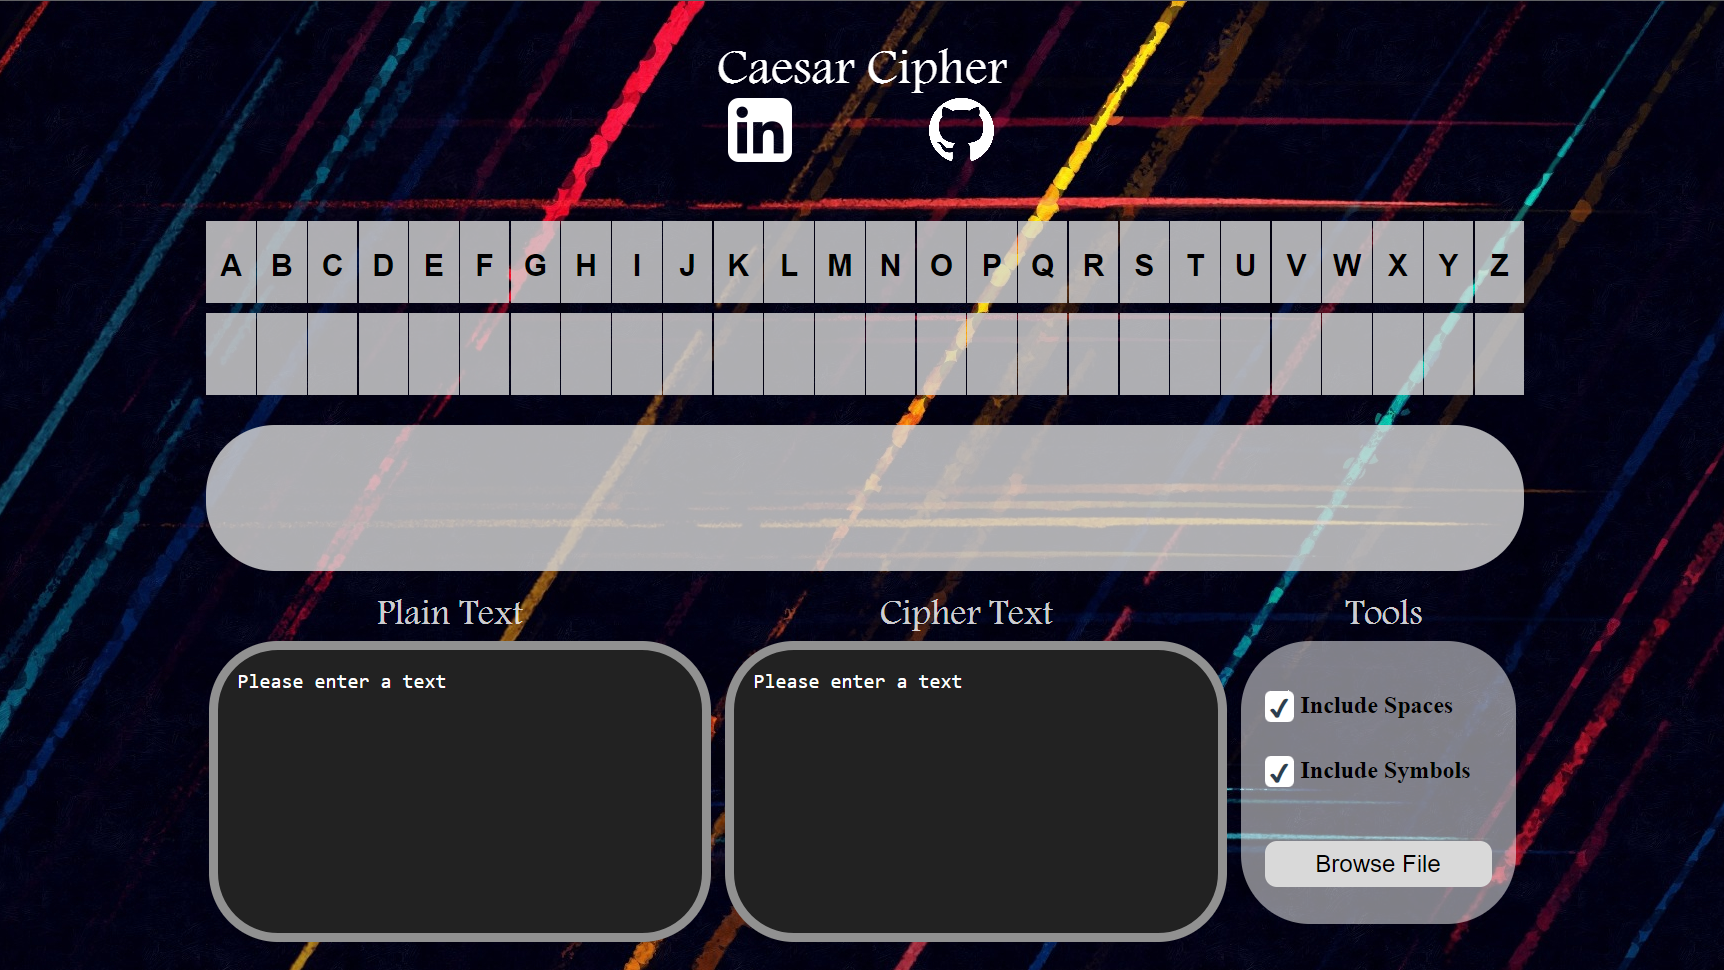 Caesar Cipher
in
A B C D E F G H I J K L M N O P Q R S T U V W X Y Z
Plain Text
Cipher Text
Tools
Please enter a text
Please enter a text
Include Spaces
Include Symbols
Browse File